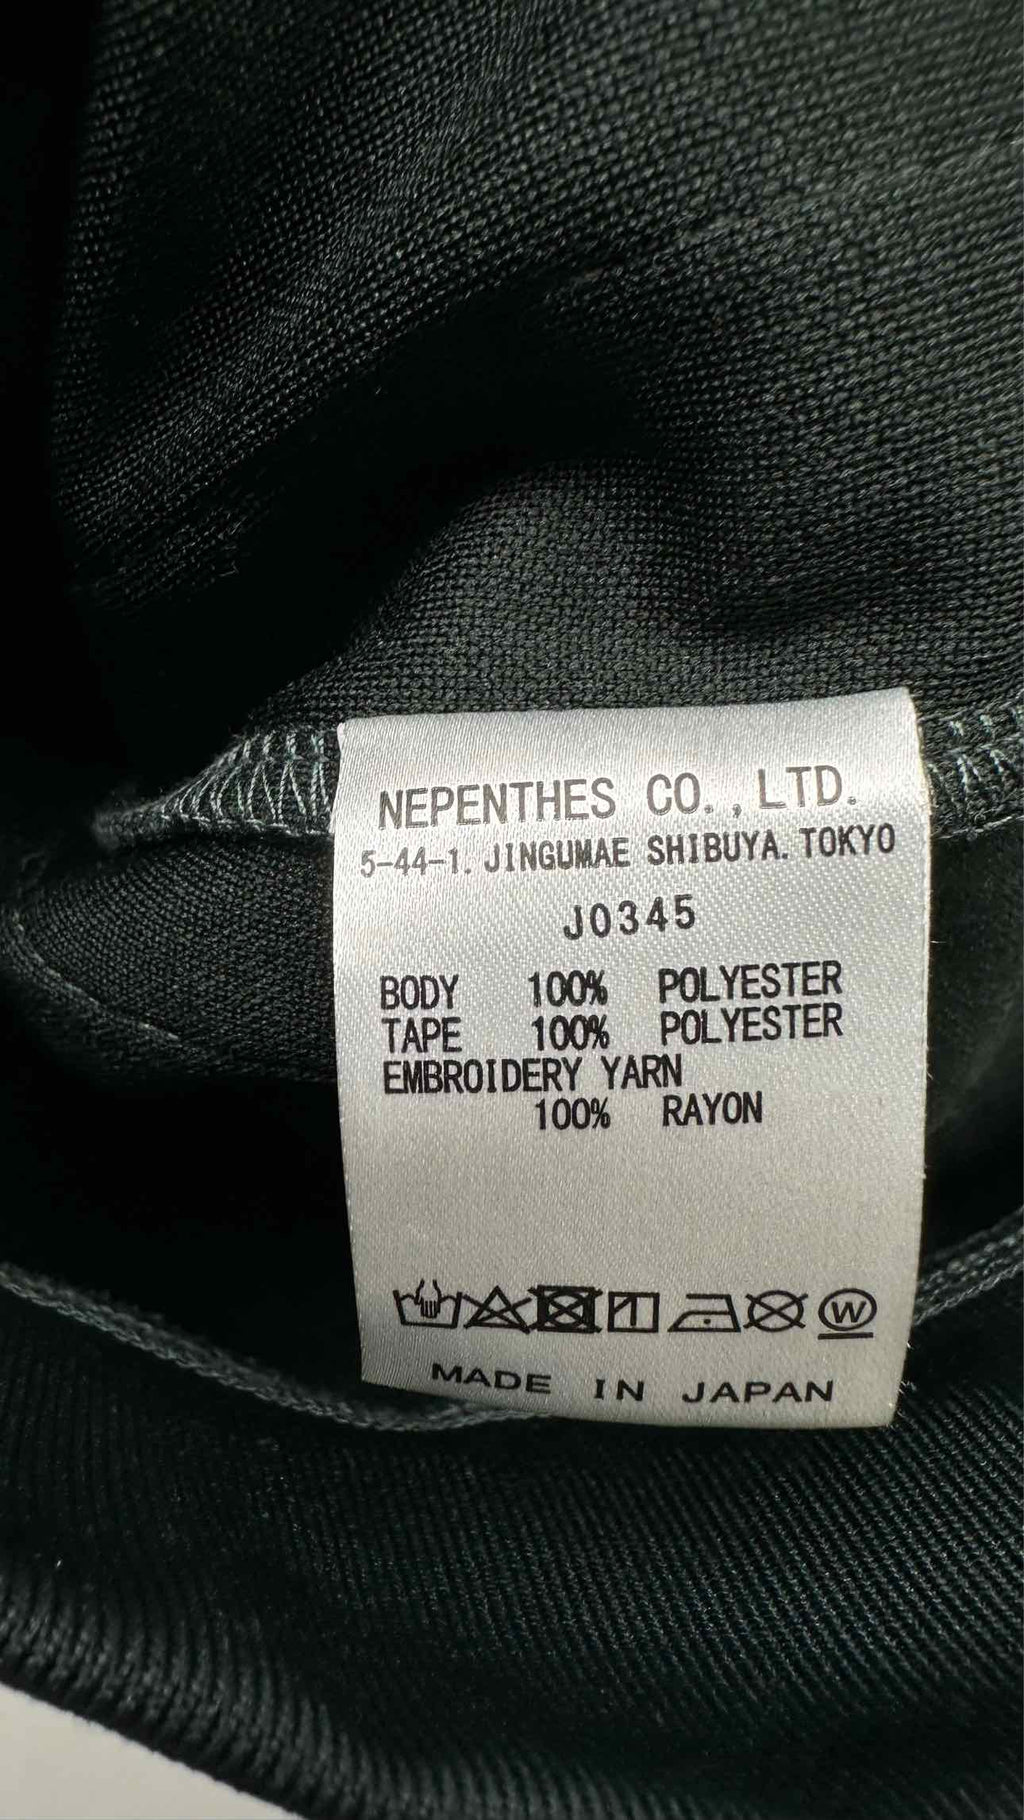 NEPENTHES CO., LTD.
5-44-1. JINGUMAE SHIBUYA. TOKYO
J0345
BODY 100% POLYESTER
TAPE 100% POLYESTER
EMBROIDERY YARN
100% RAYON
W
MADE IN JAPAN